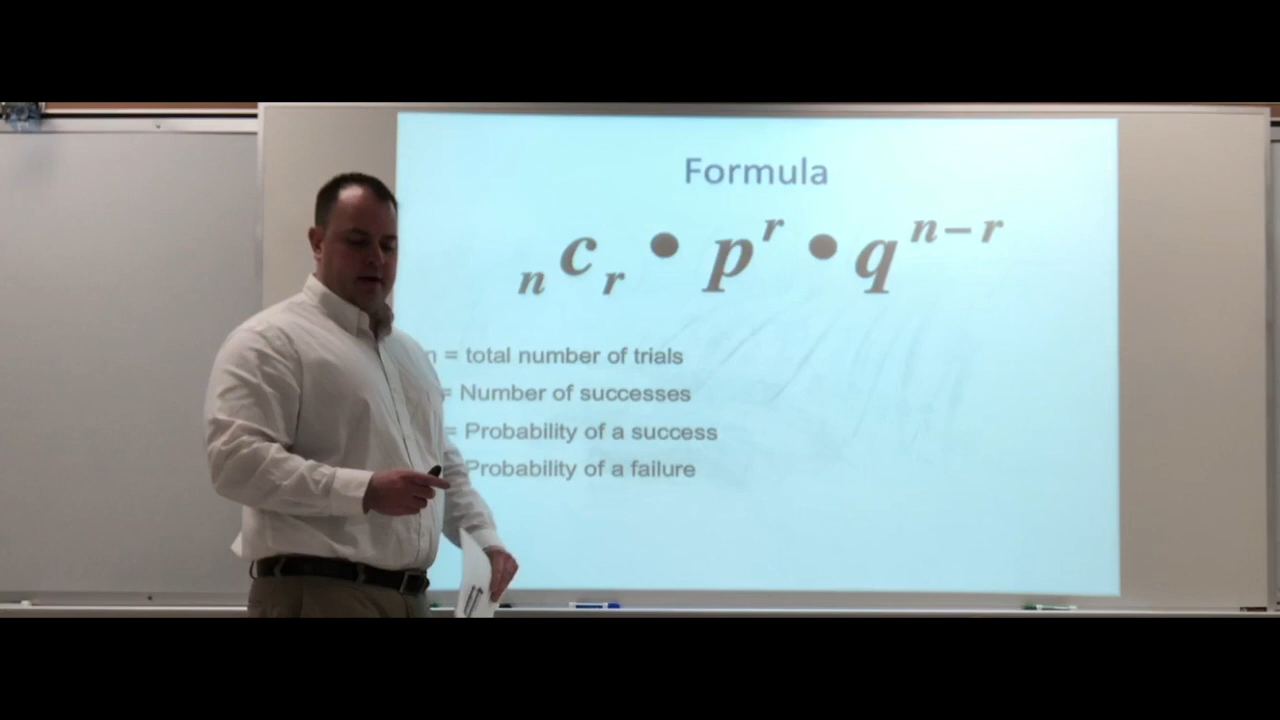 Formula
nCr • p^r • q^n−r
n = total number of trials
= Number of successes
= Probability of a success
Probability of a failure